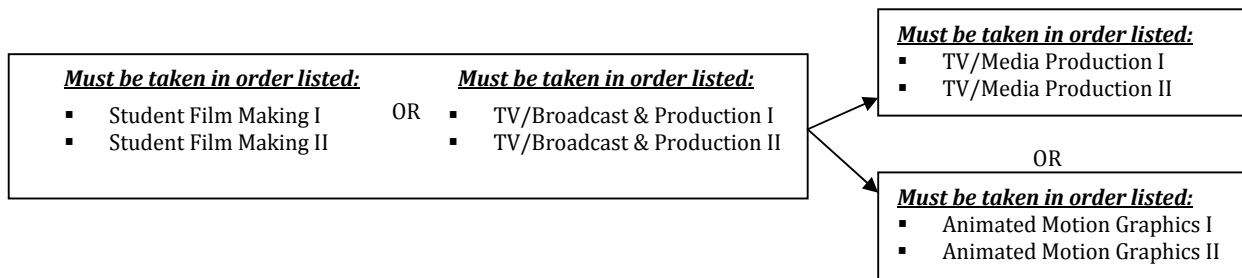 Must be taken in order listed:
▪ Student Film Making I
▪ Student Film Making II
OR
Must be taken in order listed:
▪ TV/Broadcast & Production I
▪ TV/Broadcast & Production II
Must be taken in order listed:
▪ TV/Media Production I
▪ TV/Media Production II
OR
Must be taken in order listed:
▪ Animated Motion Graphics I
▪ Animated Motion Graphics II